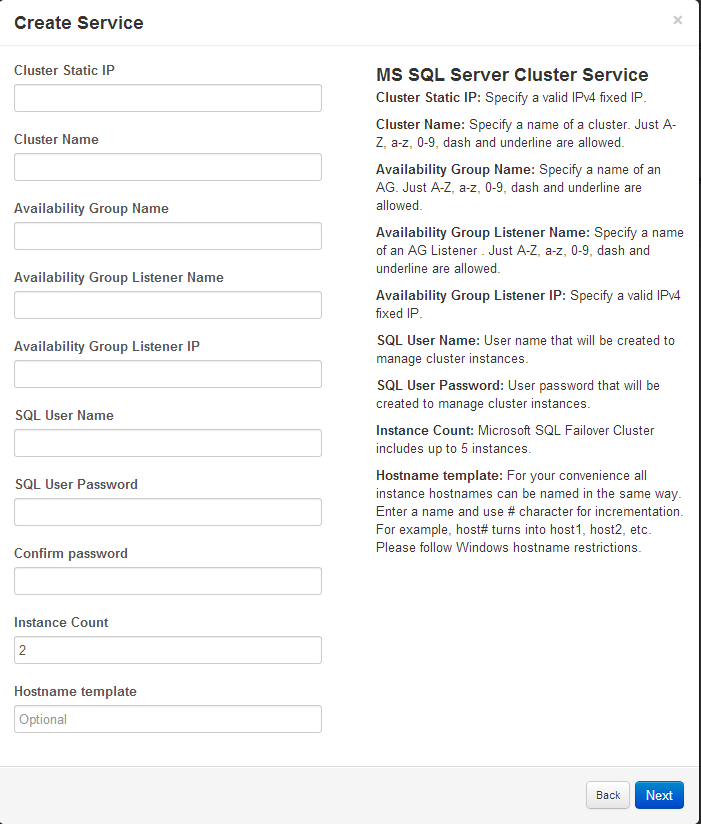 Create Service
×
Cluster Static IP
Cluster Name
Availability Group Name
Availability Group Listener Name
Availability Group Listener IP
SQL User Name
SQL User Password
Confirm password
Instance Count
2
Hostname template
Optional
MS SQL Server Cluster Service
Cluster Static IP: Specify a valid IPv4 fixed IP.
Cluster Name: Specify a name of a cluster. Just A-
Z, a-z, 0-9, dash and underline are allowed.
Availability Group Name: Specify a name of an
AG. Just A-Z, a-z, 0-9, dash and underline are
allowed.
Availability Group Listener Name: Specify a name
of an AG Listener . Just A-Z, a-z, 0-9, dash and
underline are allowed.
Availability Group Listener IP: Specify a valid IPv4
fixed IP.
SQL User Name: User name that will be created to
manage cluster instances.
SQL User Password: User password that will be
created to manage cluster instances.
Instance Count: Microsoft SQL Failover Cluster
includes up to 5 instances.
Hostname template: For your convenience all
instance hostnames can be named in the same way.
Enter a name and use # character for incrementation.
For example, host# turns into host1, host2, etc.
Please follow Windows hostname restrictions.
Back
Next